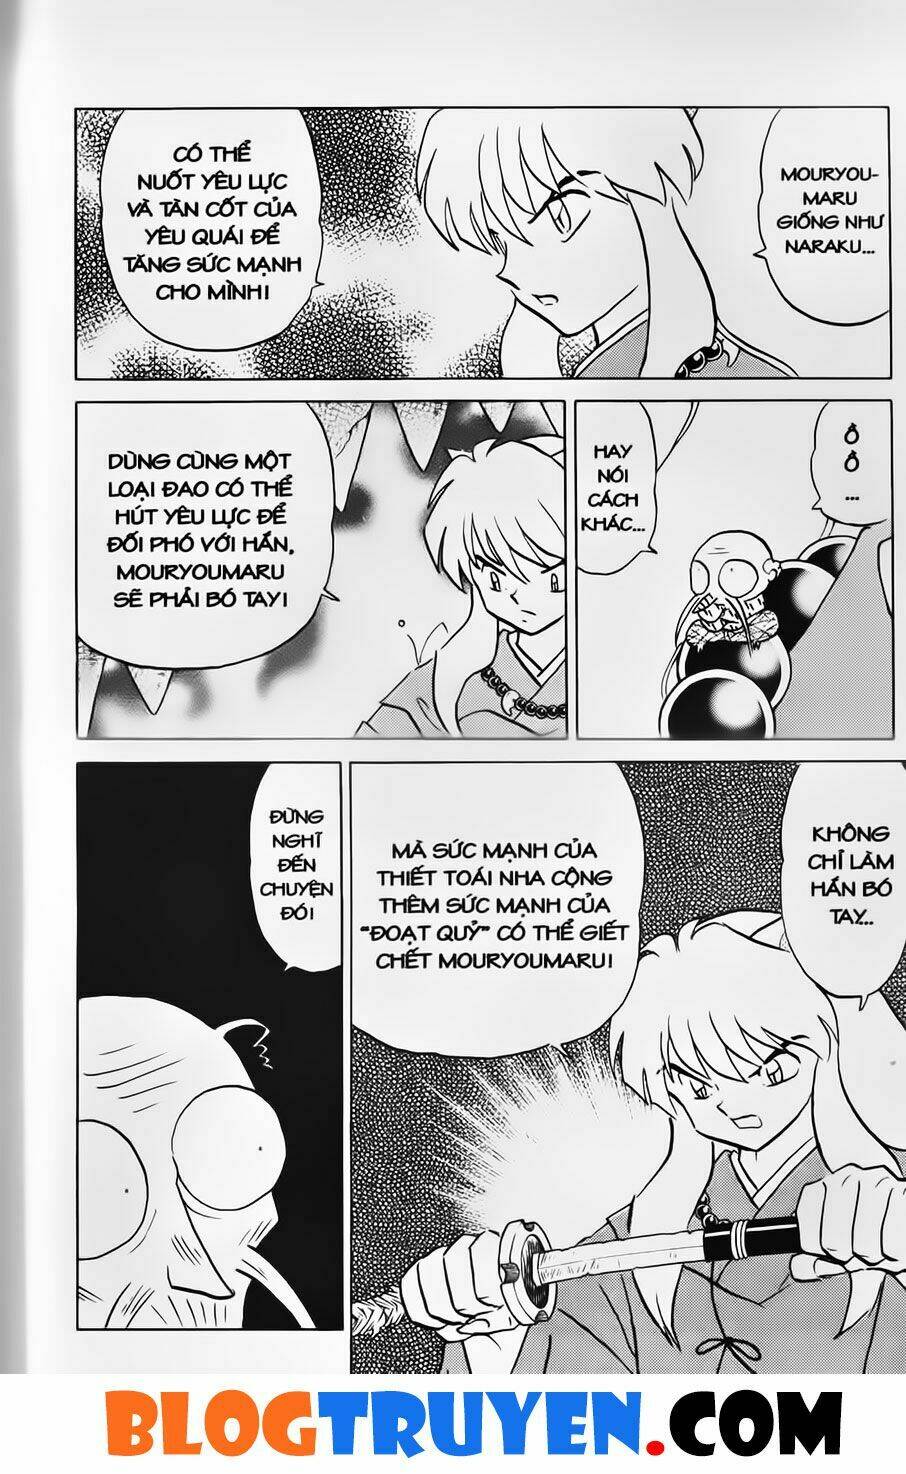 MOURYOU-
MARU
GIỐNG NHƯ
NARAKU...
CÓ THỂ
NUỐT YÊU LỰC
VÀ TÀN CỐT CỦA
YÊU QUÁI ĐỂ
TĂNG SỨC MẠNH
CHO MÌNH!
Ồ
Ồ
...
HAY
NÓI
CÁCH
KHÁC...
DÙNG CÙNG MỘT
LOẠI ĐAO CÓ THỂ
HÚT YÊU LỰC ĐỂ
ĐỐI PHÓ VỚI HẮN,
MOURYOUMARU
SẼ PHẢI BÓ TAY!
KHÔNG
CHỈ LÀM
HẮN BÓ
TAY...
MÀ SỨC MẠNH CỦA
THIẾT TOÁI NHA CỘNG
THÊM SỨC MẠNH CỦA
"ĐOẠT QUỶ" CÓ THỂ GIẾT
CHẾT MOURYOUMARU!
ĐỪNG
NGHĨ
ĐẾN
CHUYỆN
ĐÓ!
BLOGTRUYEN.COM